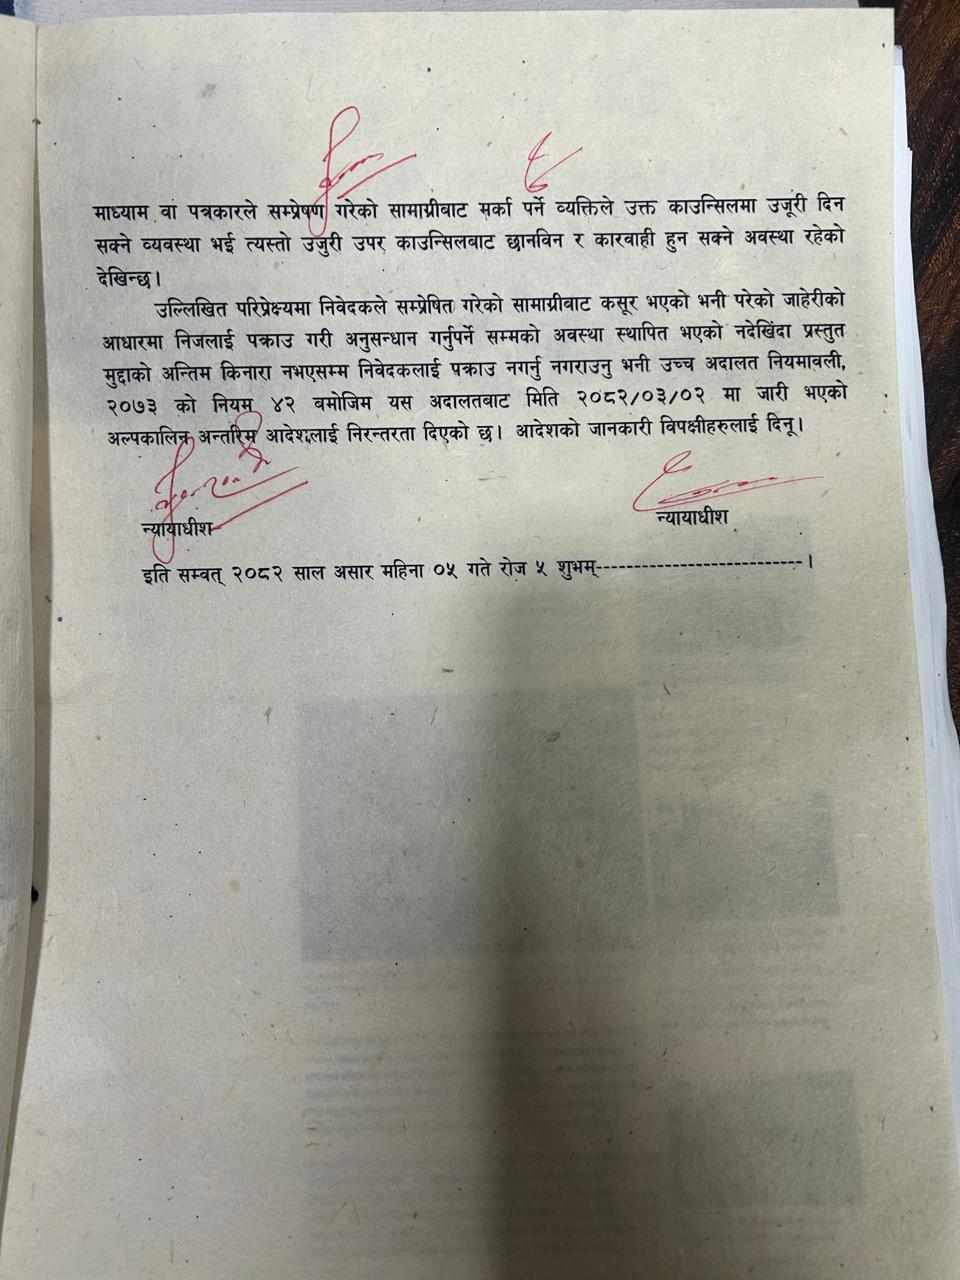 माध्याम वा पत्रकारले सम्प्रेषण गरेको सामाग्रीबाट मर्का पर्ने व्यक्तिले उक्त काउन्सिलमा उजूरी दिन
सक्ने व्यवस्था भई त्यस्तो उजुरी उपर काउन्सिलबाट छानविन र कारवाही हुन सक्ने अवस्था रहेको
देखिन्छ।
उल्लिखित परिप्रेक्ष्यमा निवेदकले सम्प्रेषित गरेको सामाग्रीबाट कसूर भएको भनी परेको जाहेरीको
आधारमा निजलाई पक्राउ गरी अनुसन्धान गर्नुपर्ने सम्मको अवस्था स्थापित भएको नदेखिंदा प्रस्तुत
मुद्दाको अन्तिम किनारा नभएसम्म निवेदकलाई पक्राउ नगर्नु नगराउनु भनी उच्च अदालत नियमावली,
२०७३ को नियम ४२ बमोजिम यस अदालतबाट मिति २०८२/०३/०२ मा जारी भएको
अल्पकालिन अन्तरिम आदेशलाई निरन्तरता दिएको छ। आदेशको जानकारी विपक्षीहरुलाई दिनू।
न्यायाधीश न्यायाधीश
इति सम्वत् २०८२ साल असार महिना ०५ गते रोज ५ शुभम्---------------------------।